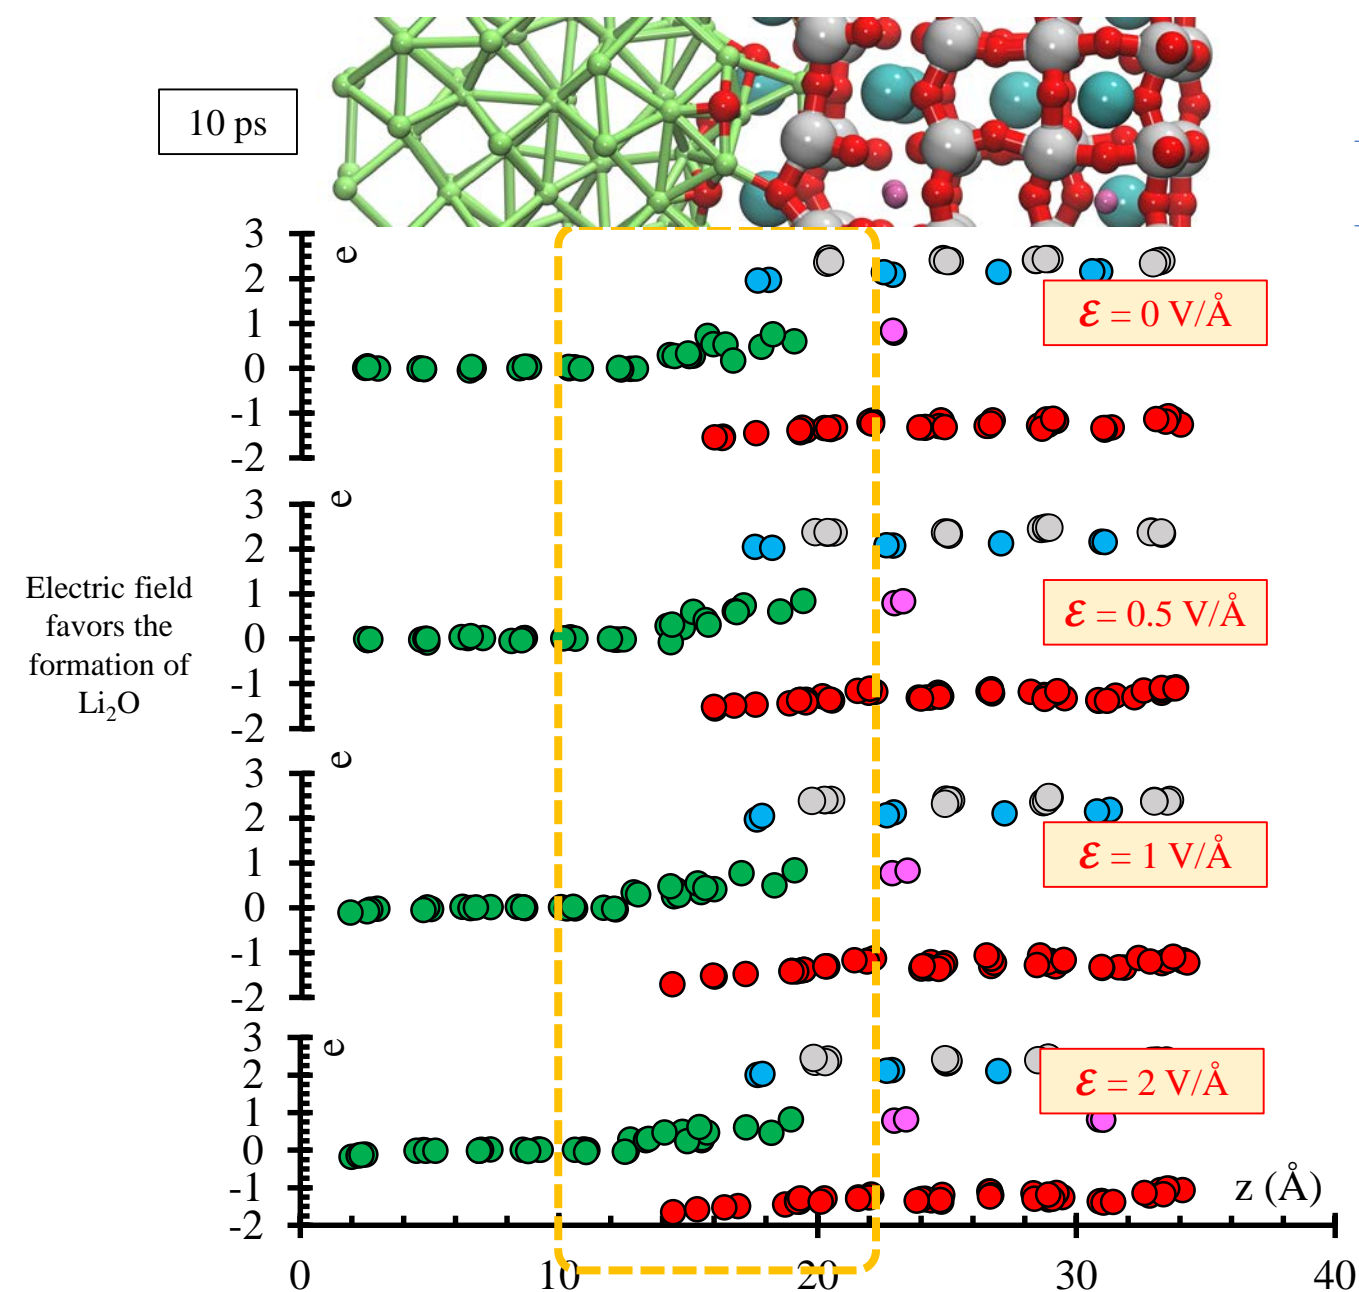 10 ps
3
2
1
0
-1
-2
e
ℰ = 0 V/Å
3
2
1
0
-1
-2
e
ℰ = 0.5 V/Å
Electric field
favors the
formation of
Li₂O
3
2
1
0
-1
-2
e
ℰ = 1 V/Å
3
2
1
0
-1
-2
e
ℰ = 2 V/Å
z (Å)
0 10 20 30 40